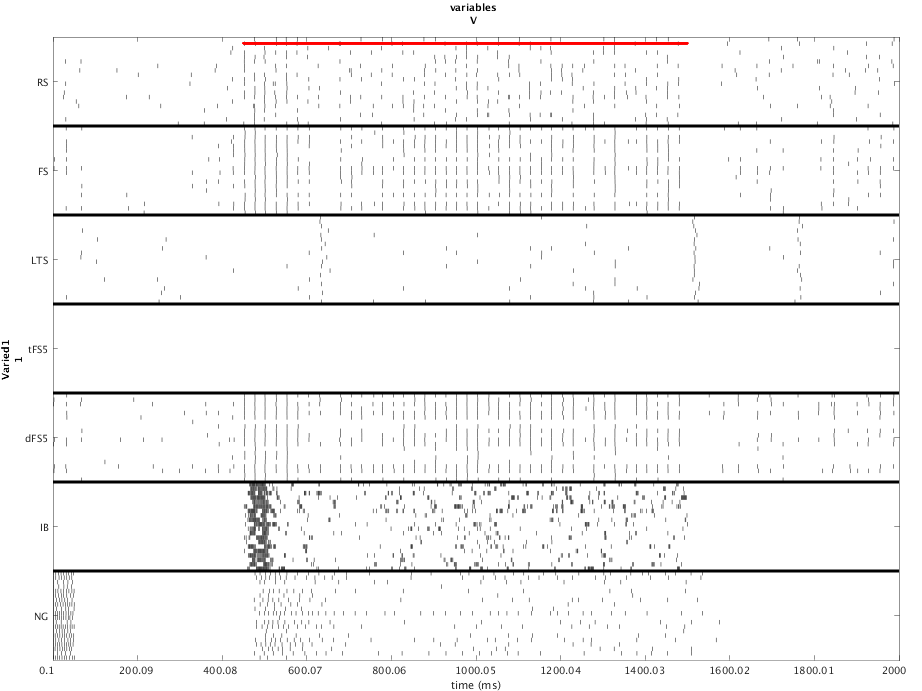 variables
V
RS
FS
LTS
tFS5
dFS5
IB
NG
Varied1
1
0.1 200.09 400.08 600.07 800.06 1000.05 1200.04 1400.03 1600.02 1800.01 2000
time (ms)